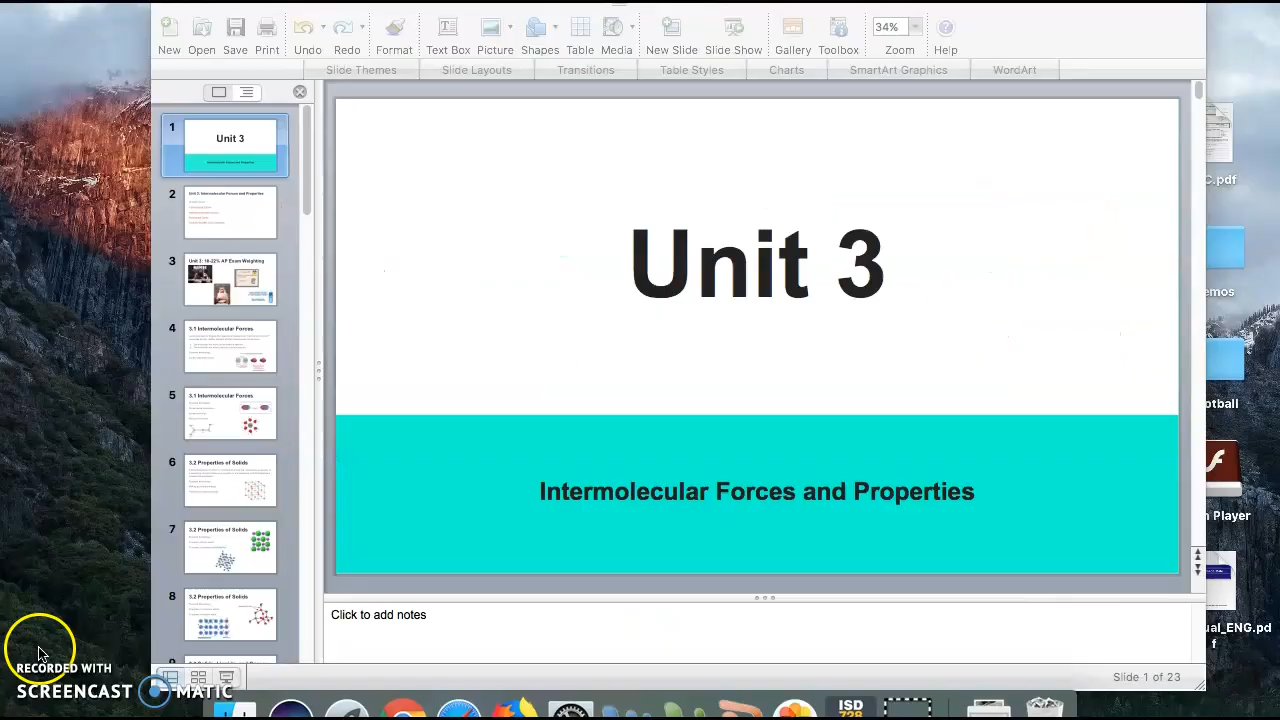 New Open Save Print Undo Redo Format Text Box Picture Shapes Table Media New Slide Slide Show Gallery Toolbox Zoom Help
34%
Slide Themes Slide Layouts Transitions Table Styles Charts SmartArt Graphics WordArt
1
Unit 3
Intermolecular Forces and Properties
2
Unit 3: Intermolecular Forces and Properties
3
Unit 3: 18-22% AP Exam Weighting
4
3.1 Intermolecular Forces
5
3.1 Intermolecular Forces
6
3.2 Properties of Solids
7
3.2 Properties of Solids
8
3.2 Properties of Solids
Unit 3
Intermolecular Forces and Properties
Click to add notes
Slide 1 of 23
C.pdf
emos
otball
n Player
ual_ENG.pd
f
RECORDED WITH
SCREENCAST MATIC
ISD
728